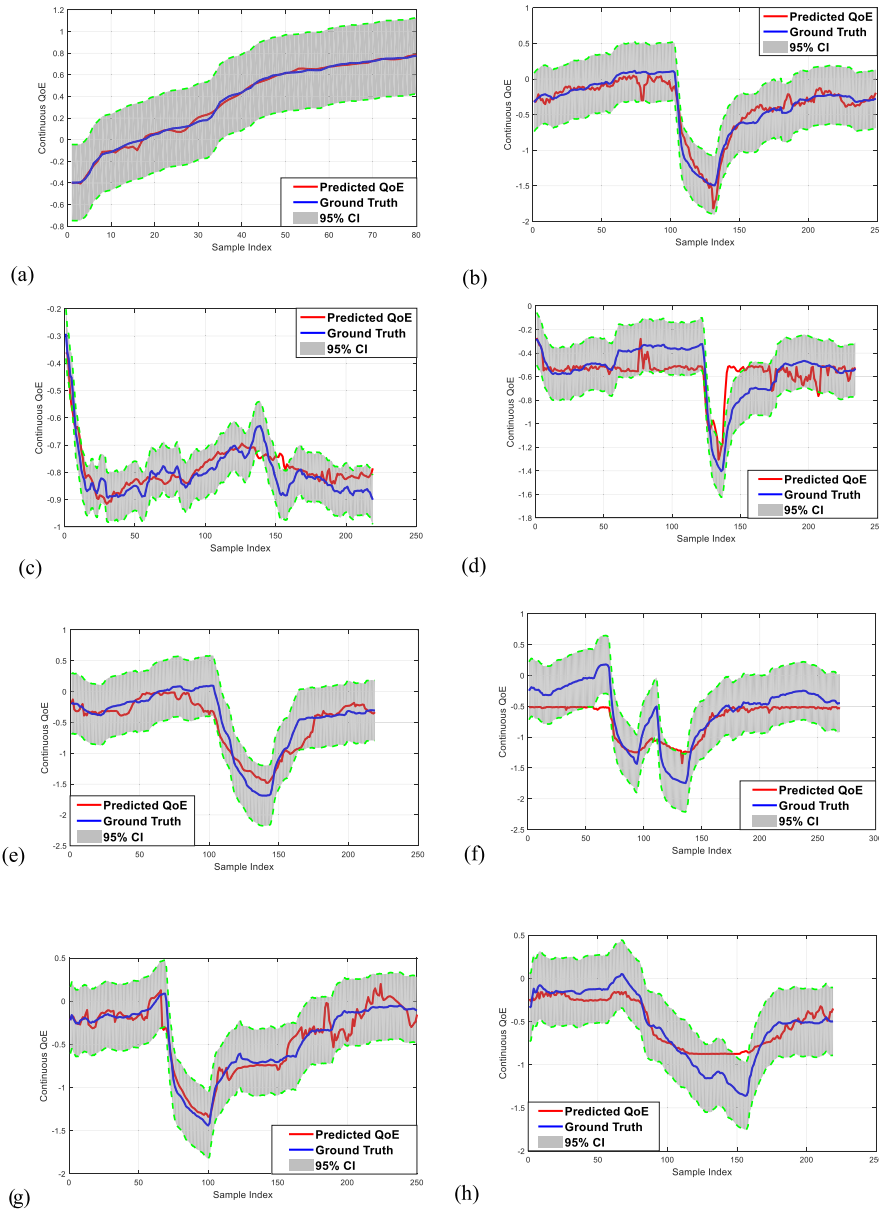 1.2
1
0.8
0.6
0.4
0.2
0
-0.2
-0.4
-0.6
-0.8
0 10 20 30 40 50 60 70 80
Continuous QoE
Sample Index
Predicted QoE
Ground Truth
95% CI
(a)
1
0.5
0
-0.5
-1
-1.5
-2
0 50 100 150 200 250
Continuous QoE
Sample Index
Predicted QoE
Ground Truth
95% CI
(b)
-0.2
-0.3
-0.4
-0.5
-0.6
-0.7
-0.8
-0.9
-1
0 50 100 150 200 250
Continuous QoE
Sample Index
Predicted QoE
Ground Truth
95% CI
(c)
0
-0.2
-0.4
-0.6
-0.8
-1
-1.2
-1.4
-1.6
-1.8
0 50 100 150 200 250
Continuous QoE
Sample Index
Predicted QoE
Ground Truth
95% CI
(d)
1
0.5
0
-0.5
-1
-1.5
-2
-2.5
0 50 100 150 200 250
Continuous QoE
Sample Index
Predicted QoE
Ground Truth
95% CI
(e)
1
0.5
0
-0.5
-1
-1.5
-2
-2.5
0 50 100 150 200 250 300
Continuous QoE
Sample Index
Predicted QoE
Groud Truth
95% CI
(f)
0.5
0
-0.5
-1
-1.5
-2
0 50 100 150 200 250
Continuous QoE
Sample Index
Predicted QoE
Ground Truth
95% CI
(g)
0.5
0
-0.5
-1
-1.5
-2
0 50 100 150 200 250
Continuous QoE
Sample Index
Predicted QoE
Ground Truth
95% CI
(h)